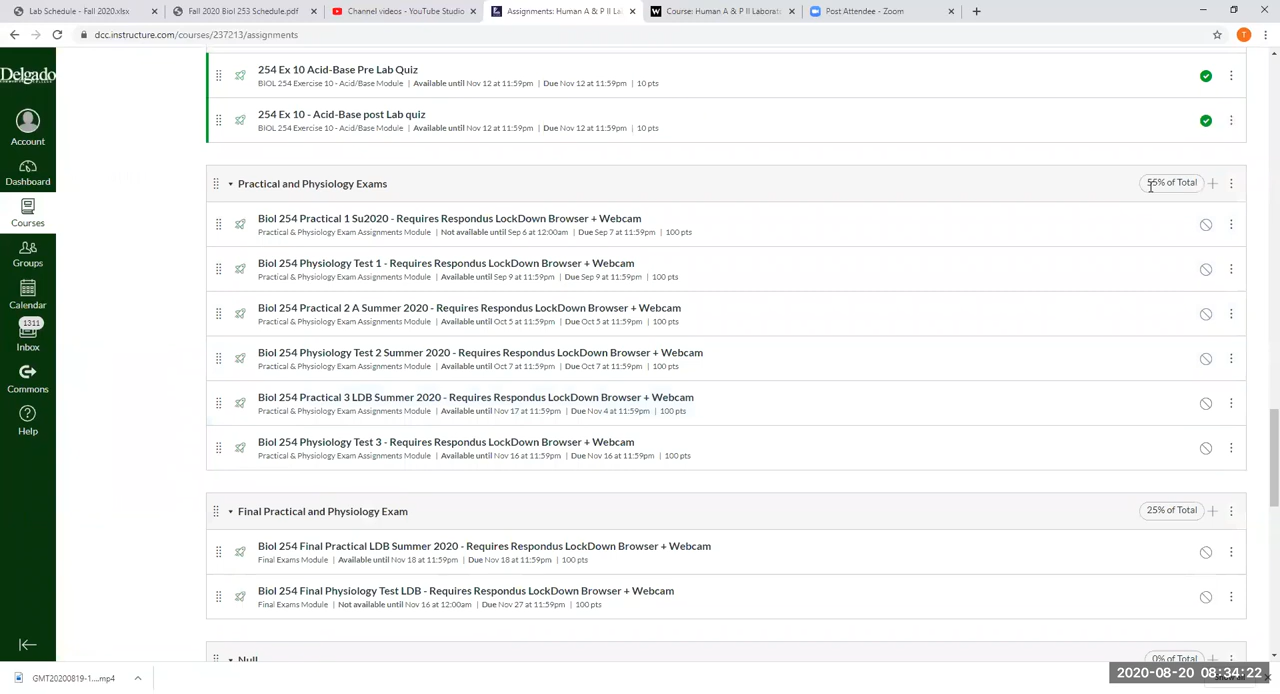 Lab Schedule - Fall 2020.xlsx
Fall 2020 Biol 253 Schedule.pdf
Channel videos - YouTube Studio
Assignments: Human A & P II La
Course: Human A & P II Laborat
Post Attendee - Zoom
dcc.instructure.com/courses/237213/assignments
T
Delgado
Account
Dashboard
Courses
Groups
Calendar
1311
Inbox
Commons
Help
254 Ex 10 Acid-Base Pre Lab Quiz
BIOL 254 Exercise 10 - Acid/Base Module | Available until Nov 12 at 11:59pm | Due Nov 12 at 11:59pm | 10 pts
254 Ex 10 - Acid-Base post Lab quiz
BIOL 254 Exercise 10 - Acid/Base Module | Available until Nov 12 at 11:59pm | Due Nov 12 at 11:59pm | 10 pts
Practical and Physiology Exams 55% of Total
Biol 254 Practical 1 Su2020 - Requires Respondus LockDown Browser + Webcam
Practical & Physiology Exam Assignments Module | Not available until Sep 6 at 12:00am | Due Sep 7 at 11:59pm | 100 pts
Biol 254 Physiology Test 1 - Requires Respondus LockDown Browser + Webcam
Practical & Physiology Exam Assignments Module | Available until Sep 9 at 11:59pm | Due Sep 9 at 11:59pm | 100 pts
Biol 254 Practical 2 A Summer 2020 - Requires Respondus LockDown Browser + Webcam
Practical & Physiology Exam Assignments Module | Available until Oct 5 at 11:59pm | Due Oct 5 at 11:59pm | 100 pts
Biol 254 Physiology Test 2 Summer 2020 - Requires Respondus LockDown Browser + Webcam
Practical & Physiology Exam Assignments Module | Available until Oct 7 at 11:59pm | Due Oct 7 at 11:59pm | 100 pts
Biol 254 Practical 3 LDB Summer 2020 - Requires Respondus LockDown Browser + Webcam
Practical & Physiology Exam Assignments Module | Available until Nov 17 at 11:59pm | Due Nov 4 at 11:59pm | 100 pts
Biol 254 Physiology Test 3 - Requires Respondus LockDown Browser + Webcam
Practical & Physiology Exam Assignments Module | Available until Nov 16 at 11:59pm | Due Nov 16 at 11:59pm | 100 pts
Final Practical and Physiology Exam 25% of Total
Biol 254 Final Practical LDB Summer 2020 - Requires Respondus LockDown Browser + Webcam
Final Exams Module | Available until Nov 18 at 11:59pm | Due Nov 18 at 11:59pm | 100 pts
Biol 254 Final Physiology Test LDB - Requires Respondus LockDown Browser + Webcam
Final Exams Module | Not available until Nov 16 at 12:00am | Due Nov 27 at 11:59pm | 100 pts
Null 0% of Total
GMT20200819-1....mp4
2020-08-20 08:34:22